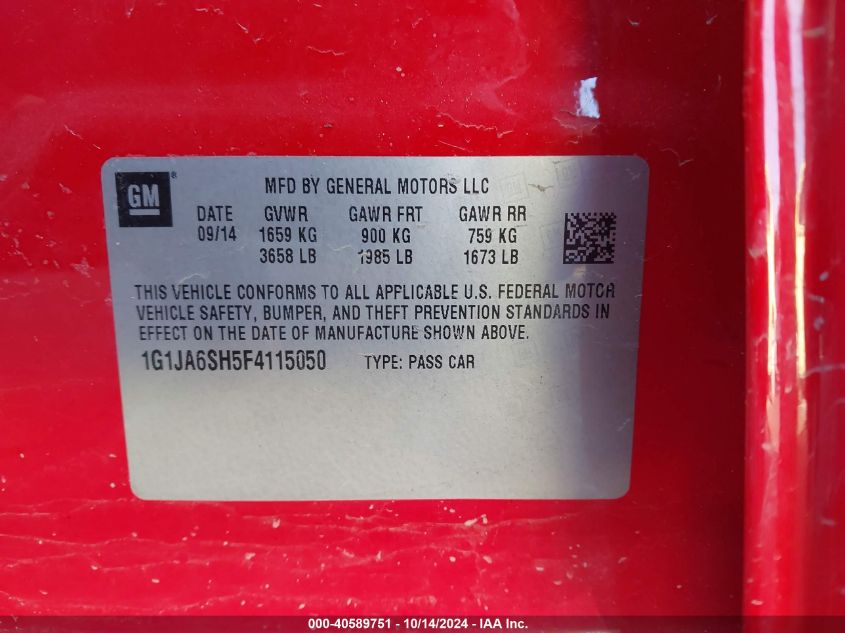 GM ®
MFD BY GENERAL MOTORS LLC
DATE GVWR GAWR FRT GAWR RR
09/14 1659 KG 900 KG 759 KG
3658 LB 1985 LB 1673 LB
THIS VEHICLE CONFORMS TO ALL APPLICABLE U.S. FEDERAL MOTOR
VEHICLE SAFETY, BUMPER, AND THEFT PREVENTION STANDARDS IN
EFFECT ON THE DATE OF MANUFACTURE SHOWN ABOVE.
1G1JA6SH5F4115050 TYPE: PASS CAR
000-40589751 - 10/14/2024 - IAA Inc.